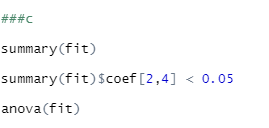 ###c
summary(fit)
summary(fit)$coef[2,4] < 0.05
anova(fit)